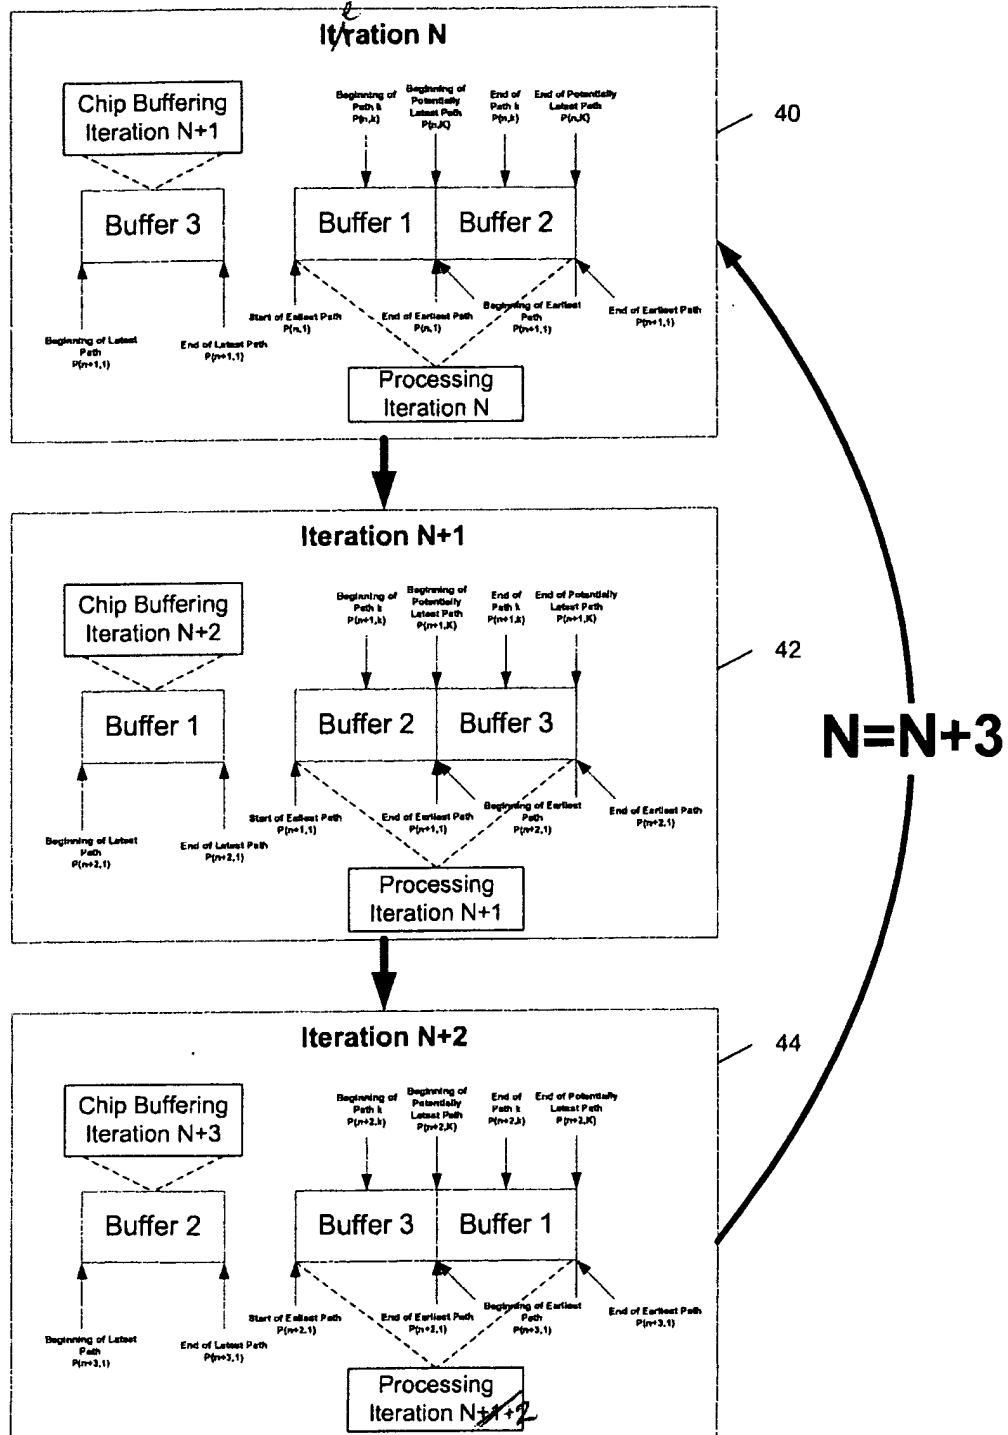 Iteration N
Chip Buffering
Iteration N+1
Beginning of
Path k
P(n,k)
Beginning of
Potentially
Latest Path
P(n,K)
End of
Path k
P(n,k)
End of Potentially
Latest Path
P(n,K)
40
Buffer 3
Buffer 1
Buffer 2
Beginning of Latest
Path
P(n+1,1)
End of Latest Path
P(n+1,1)
Start of Ealiest Path
P(n,1)
End of Earliest Path
P(n,1)
Beginning of Earliest
Path
P(n+1,1)
End of Earliest Path
P(n+1,1)
Processing
Iteration N
Iteration N+1
Chip Buffering
Iteration N+2
Beginning of
Path k
P(n+1,k)
Beginning of
Potentially
Latest Path
P(n+1,K)
End of
Path k
P(n+1,k)
End of Potentially
Latest Path
P(n+1,K)
42
Buffer 1
Buffer 2
Buffer 3
N=N+3
Beginning of Latest
Path
P(n+2,1)
End of Latest Path
P(n+2,1)
Start of Ealiest Path
P(n+1,1)
End of Earliest Path
P(n+1,1)
Beginning of Earliest
Path
P(n+2,1)
End of Earliest Path
P(n+2,1)
Processing
Iteration N+1
Iteration N+2
Chip Buffering
Iteration N+3
Beginning of
Path k
P(n+2,k)
Beginning of
Potentially
Latest Path
P(n+2,K)
End of
Path k
P(n+2,k)
End of Potentially
Latest Path
P(n+2,K)
44
Buffer 2
Buffer 3
Buffer 1
Beginning of Latest
Path
P(n+3,1)
End of Latest Path
P(n+3,1)
Start of Ealiest Path
P(n+2,1)
End of Earliest Path
P(n+2,1)
Beginning of Earliest
Path
P(n+3,1)
End of Earliest Path
P(n+3,1)
Processing
Iteration N+1+2